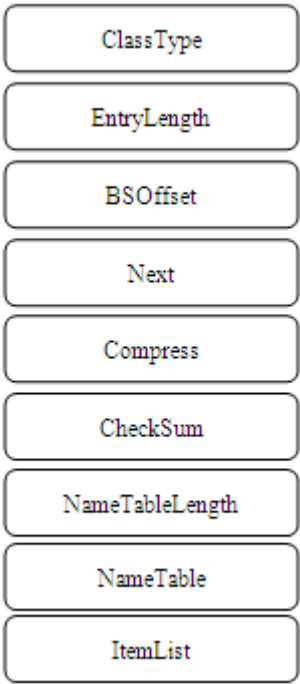 ClassType
EntryLength
BSOffset
Next
Compress
CheckSum
NameTableLength
NameTable
ItemList